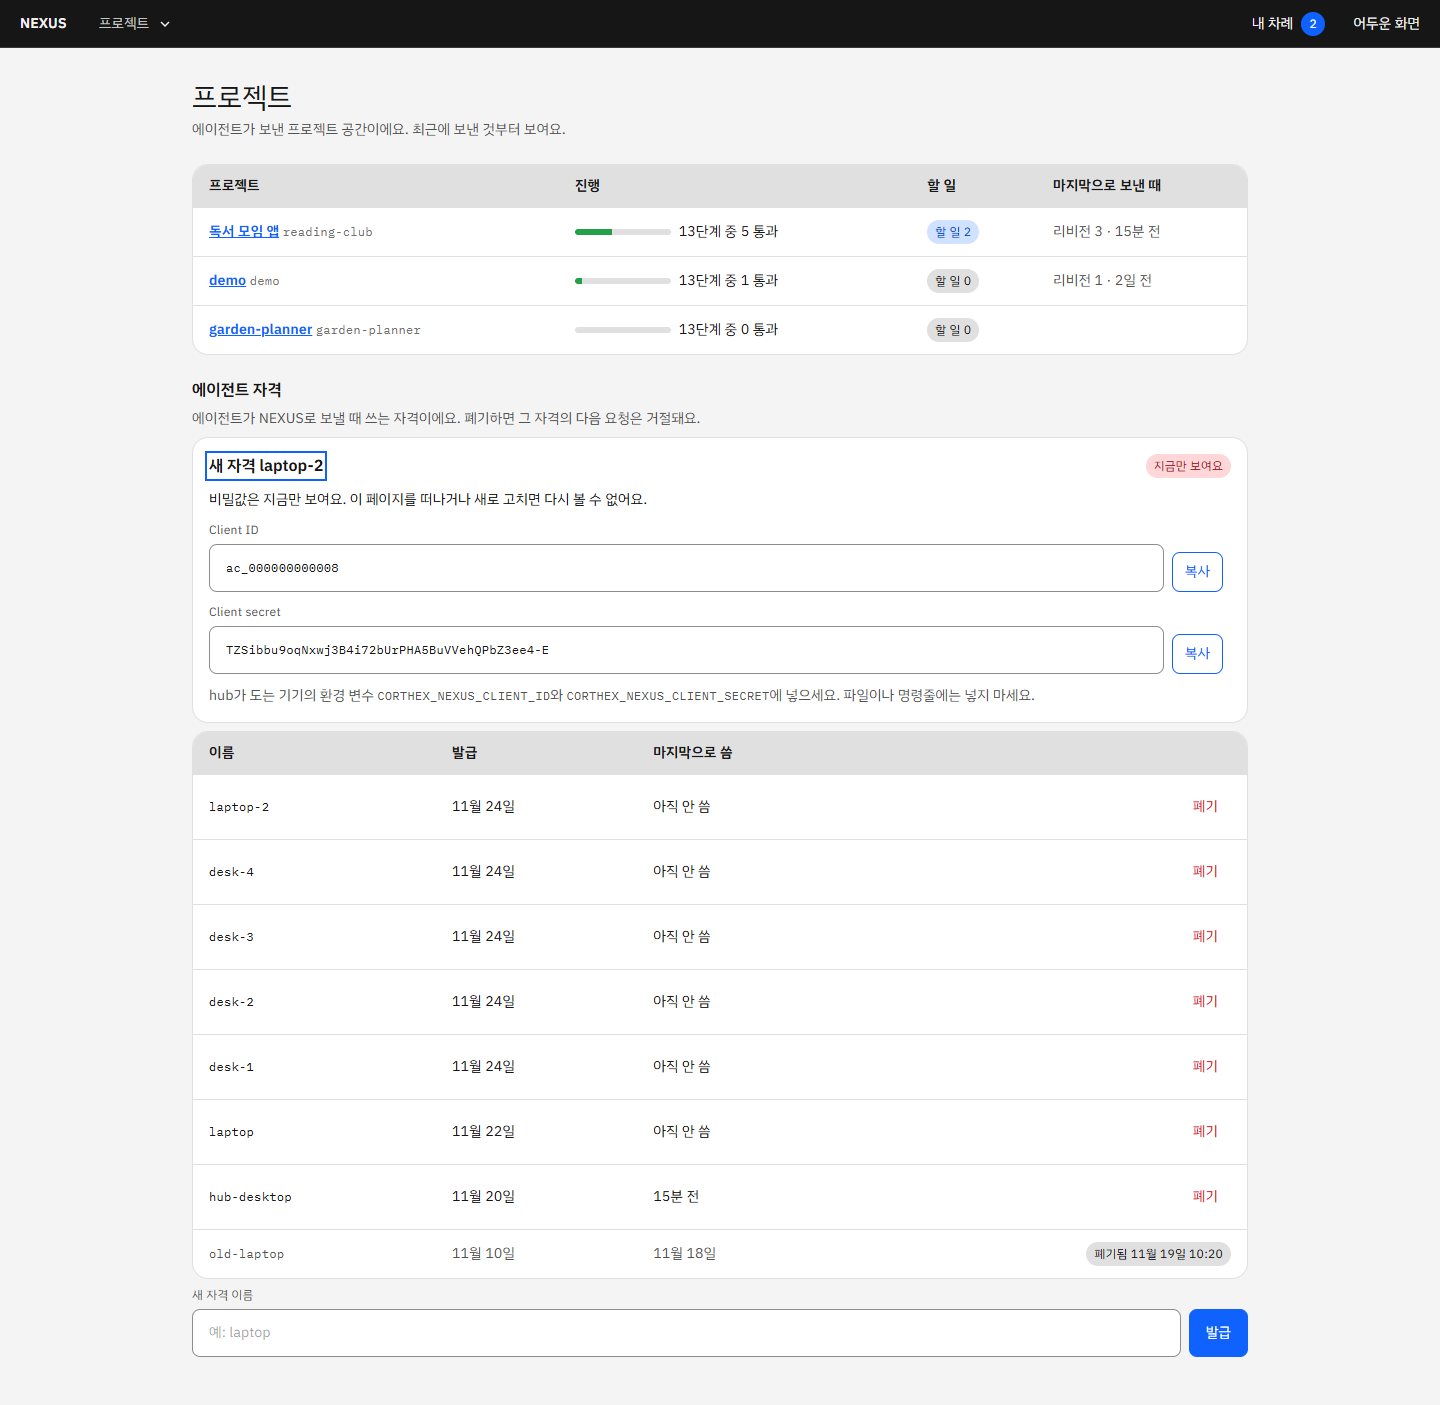 NEXUS 프로젝트 내 차례 2 어두운 화면
프로젝트
에이전트가 보낸 프로젝트 공간이에요. 최근에 보낸 것부터 보여요.
프로젝트 진행 할 일 마지막으로 보낸 때
독서 모임 앱 reading-club 13단계 중 5 통과 할 일 2 리비전 3 · 15분 전
demo demo 13단계 중 1 통과 할 일 0 리비전 1 · 2일 전
garden-planner garden-planner 13단계 중 0 통과 할 일 0
에이전트 자격
에이전트가 NEXUS로 보낼 때 쓰는 자격이에요. 폐기하면 그 자격의 다음 요청은 거절돼요.
새 자격 laptop-2 지금만 보여요
비밀값은 지금만 보여요. 이 페이지를 떠나거나 새로 고치면 다시 볼 수 없어요.
Client ID
ac_000000000008 복사
Client secret
TZSibbu9oqNxwj3B4i72bUrPHA5BuVVehQPbZ3ee4-E 복사
hub가 도는 기기의 환경 변수 CORTHEX_NEXUS_CLIENT_ID와 CORTHEX_NEXUS_CLIENT_SECRET에 넣으세요. 파일이나 명령줄에는 넣지 마세요.
이름 발급 마지막으로 씀
laptop-2 11월 24일 아직 안 씀 폐기
desk-4 11월 24일 아직 안 씀 폐기
desk-3 11월 24일 아직 안 씀 폐기
desk-2 11월 24일 아직 안 씀 폐기
desk-1 11월 24일 아직 안 씀 폐기
laptop 11월 22일 아직 안 씀 폐기
hub-desktop 11월 20일 15분 전 폐기
old-laptop 11월 10일 11월 18일 폐기됨 11월 19일 10:20
새 자격 이름
예: laptop 발급